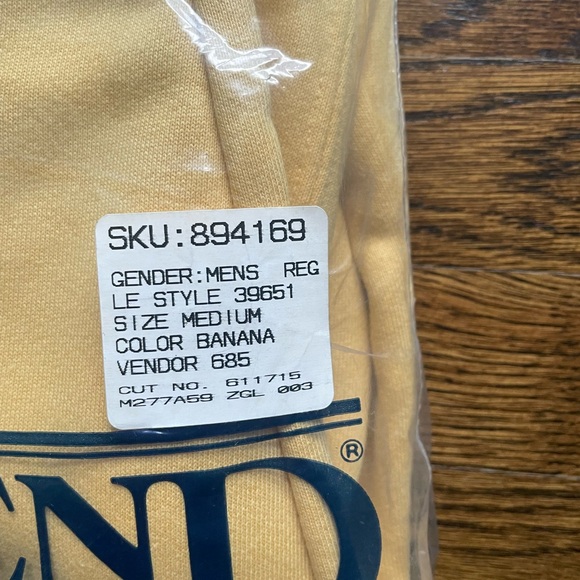 SKU:894169
GENDER:MENS REG
LE STYLE 39651
SIZE MEDIUM
COLOR BANANA
VENDOR 685
CUT NO. 611715
M277A59 ZGL 003
®
END